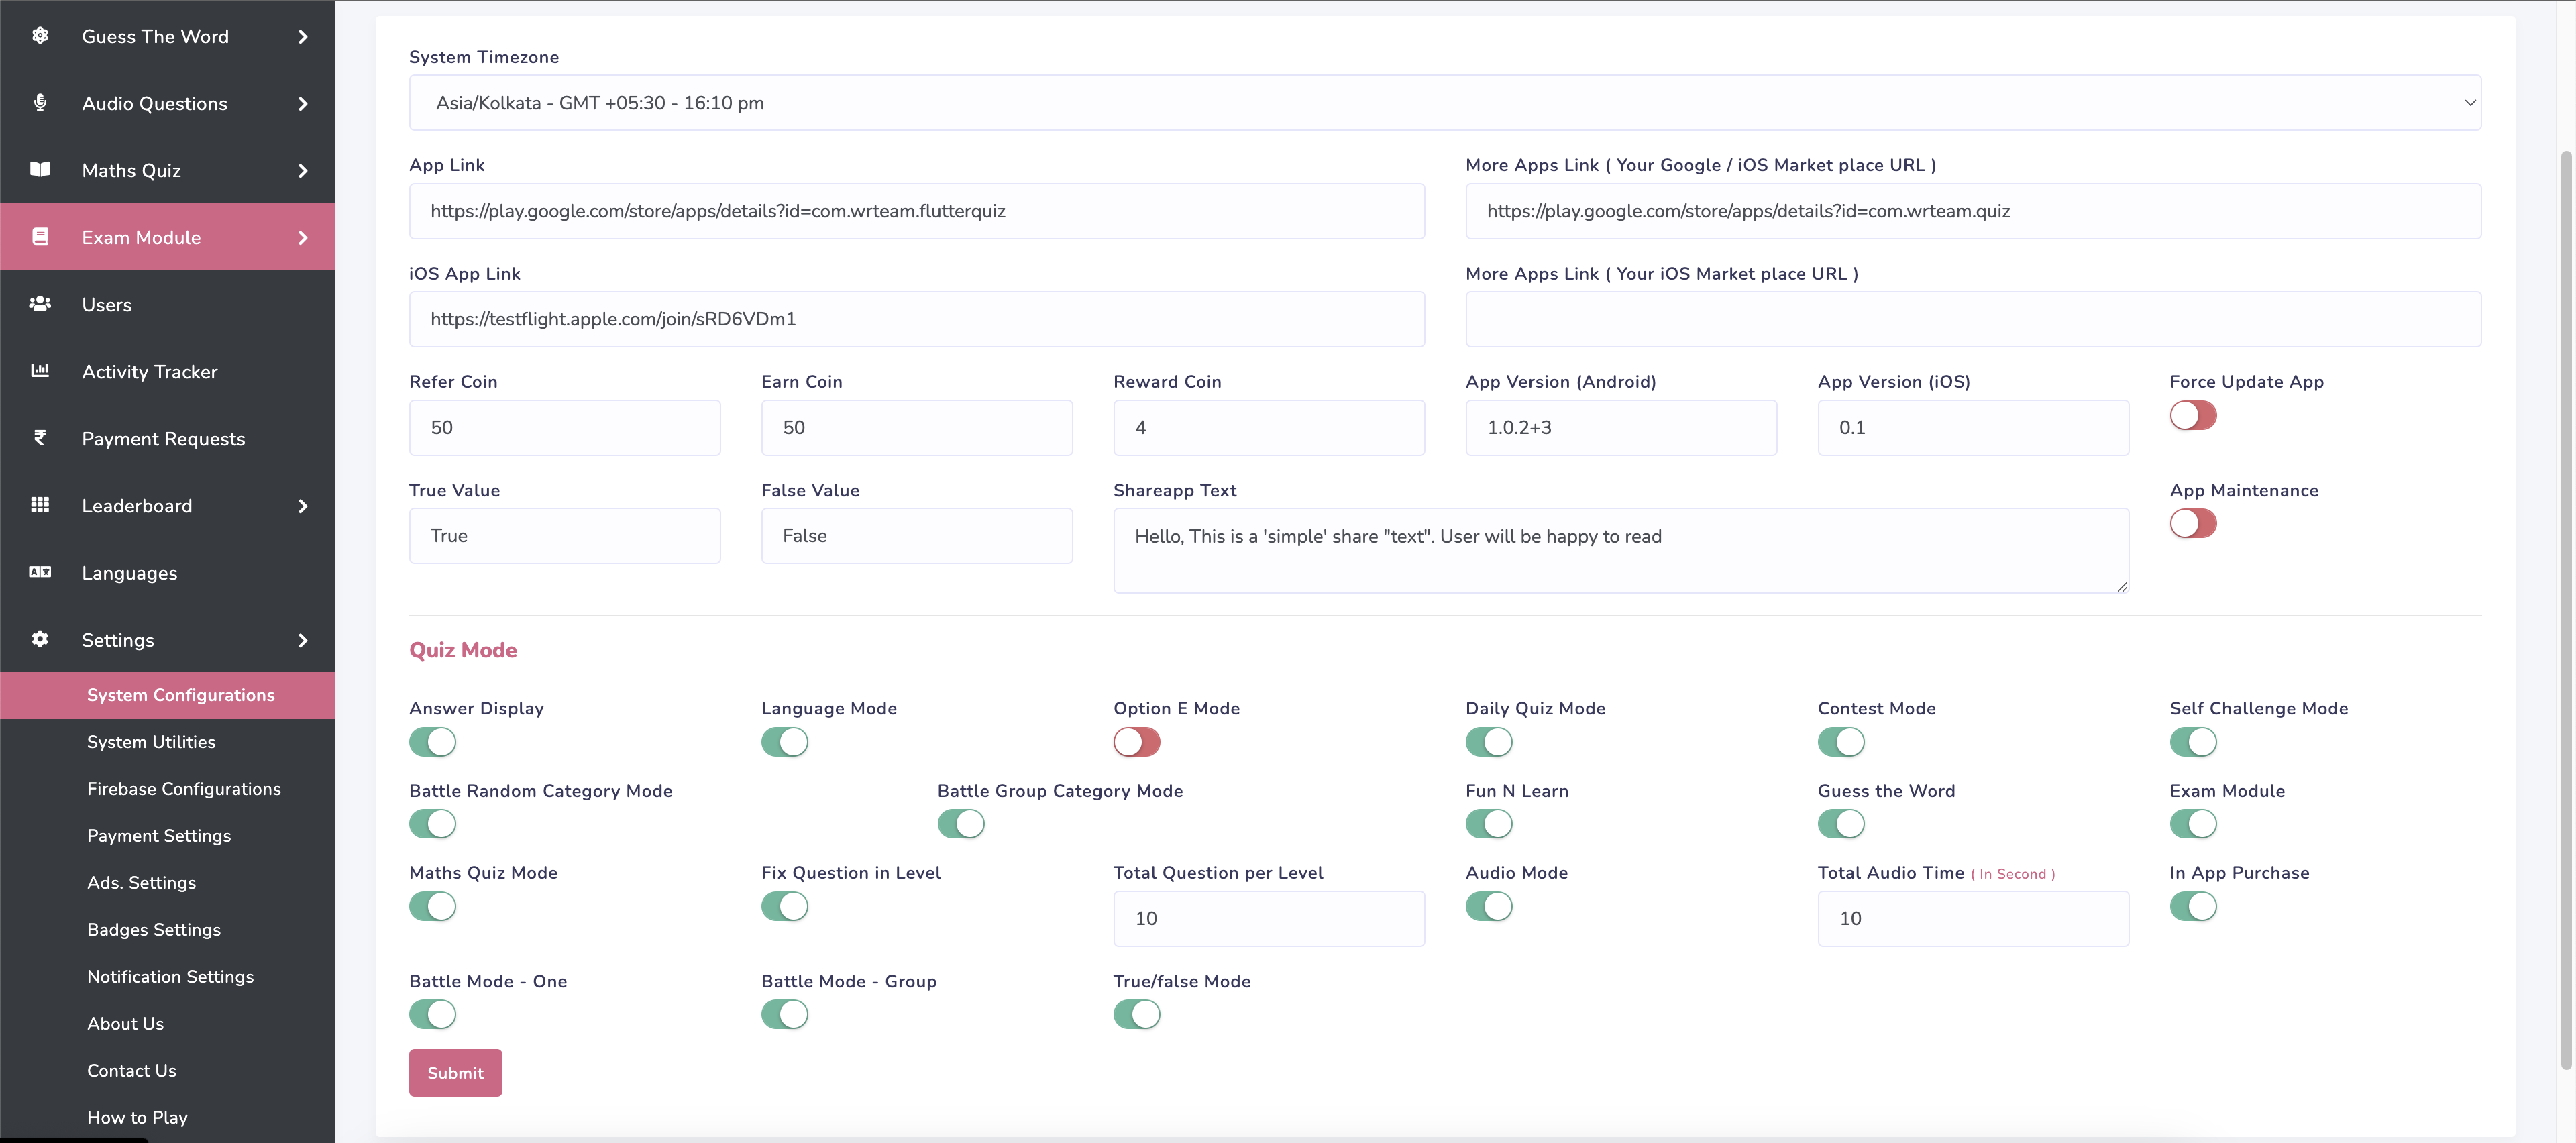 Guess The Word
Audio Questions
Maths Quiz
Exam Module
Users
Activity Tracker
Payment Requests
Leaderboard
Languages
Settings
System Configurations
System Utilities
Firebase Configurations
Payment Settings
Ads. Settings
Badges Settings
Notification Settings
About Us
Contact Us
How to Play
System Timezone
Asia/Kolkata - GMT +05:30 - 16:10 pm
App Link
More Apps Link ( Your Google / iOS Market place URL )
https://play.google.com/store/apps/details?id=com.wrteam.flutterquiz
https://play.google.com/store/apps/details?id=com.wrteam.quiz
iOS App Link
More Apps Link ( Your iOS Market place URL )
https://testflight.apple.com/join/sRD6VDm1
Refer Coin
Earn Coin
Reward Coin
App Version (Android)
App Version (iOS)
Force Update App
50
50
4
1.0.2+3
0.1
True Value
False Value
Shareapp Text
App Maintenance
True
False
Hello, This is a 'simple' share "text". User will be happy to read
Quiz Mode
Answer Display
Language Mode
Option E Mode
Daily Quiz Mode
Contest Mode
Self Challenge Mode
Battle Random Category Mode
Battle Group Category Mode
Fun N Learn
Guess the Word
Exam Module
Maths Quiz Mode
Fix Question in Level
Total Question per Level
Audio Mode
Total Audio Time ( In Second )
In App Purchase
10
10
Battle Mode - One
Battle Mode - Group
True/false Mode
Submit